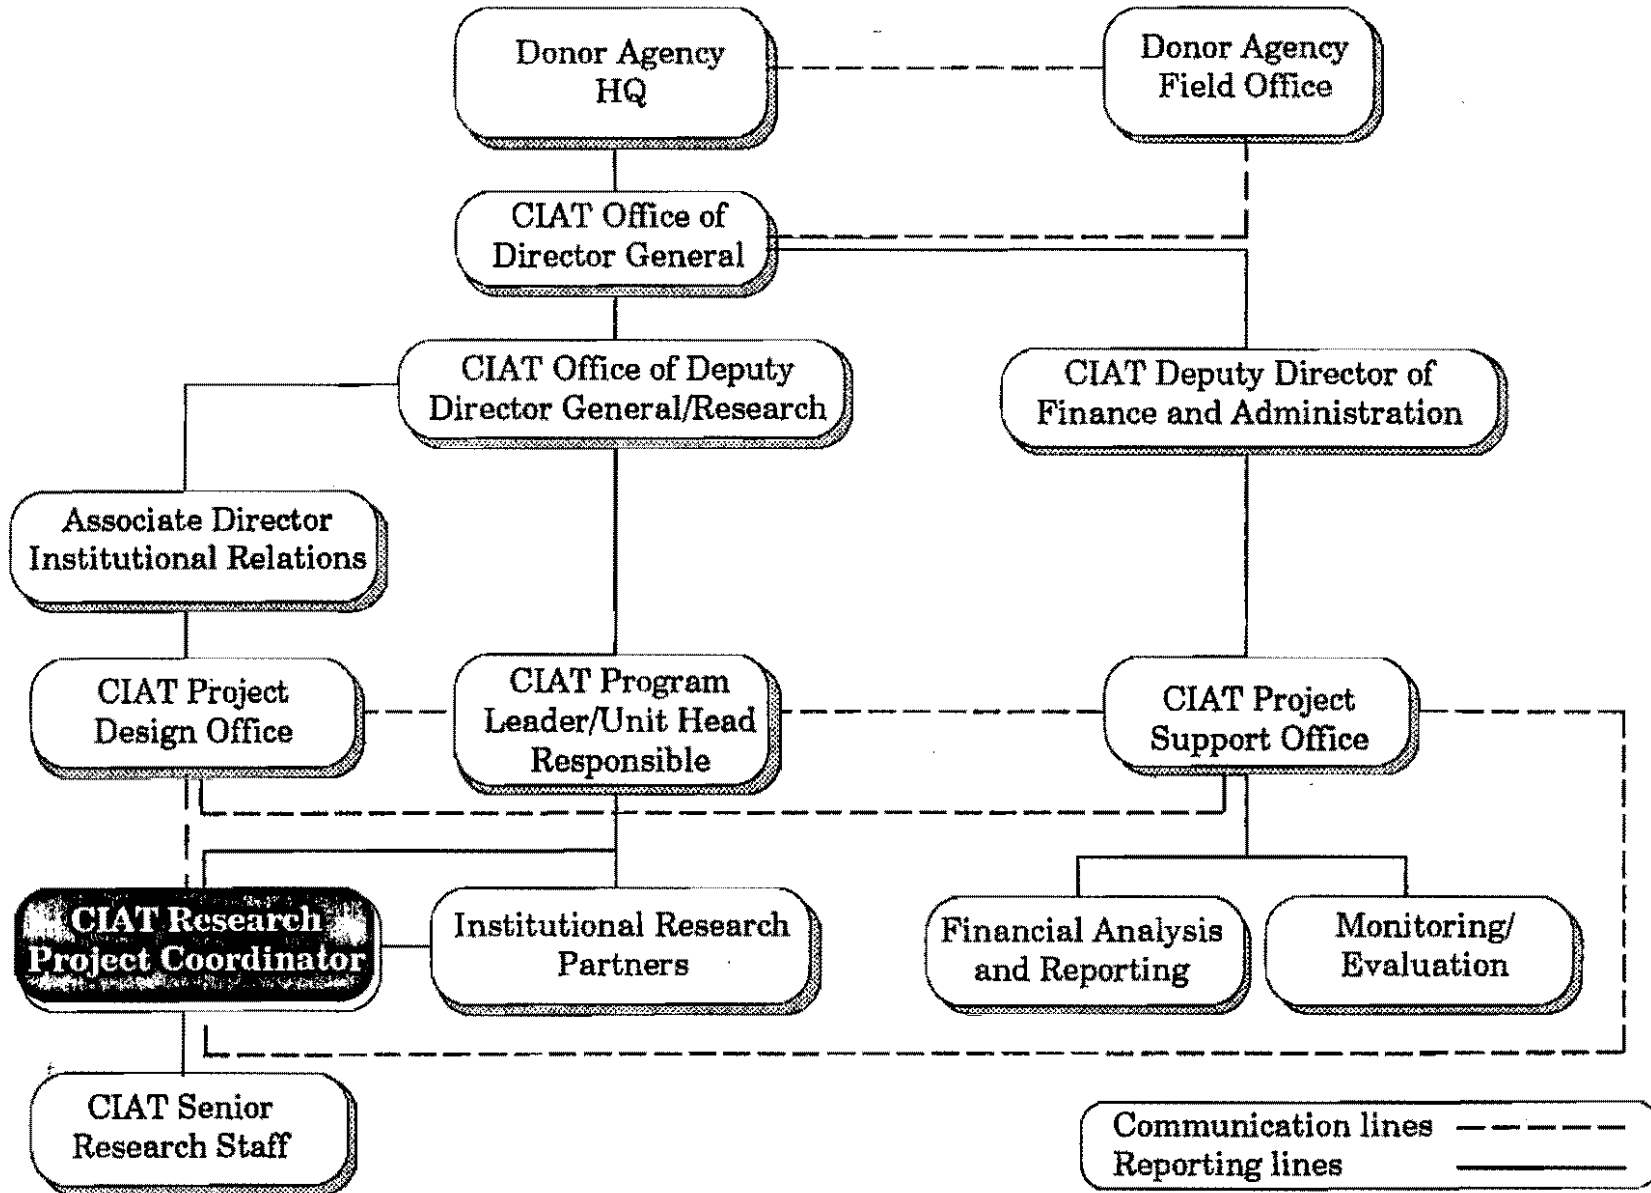 Donor Agency
HQ
Donor Agency
Field Office
CIAT Office of
Director General
CIAT Office of Deputy
Director General/Research
CIAT Deputy Director of
Finance and Administration
Associate Director
Institutional Relations
CIAT Project
Design Office
CIAT Program
Leader/Unit Head
Responsible
CIAT Project
Support Office
CIAT Research
Project Coordinator
Institutional Research
Partners
Financial Analysis
and Reporting
Monitoring/
Evaluation
CIAT Senior
Research Staff
Communication lines
Reporting lines